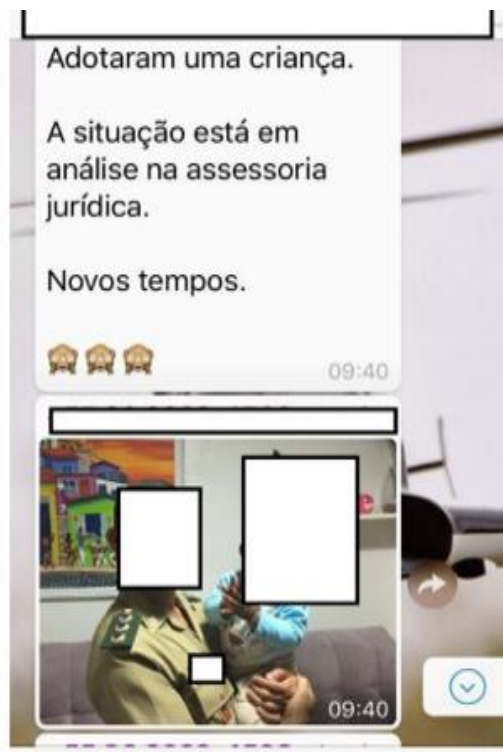 Adotaram uma criança.
A situação está em
análise na assessoria
jurídica.
Novos tempos.
🙈🙈🙈
09:40
09:40